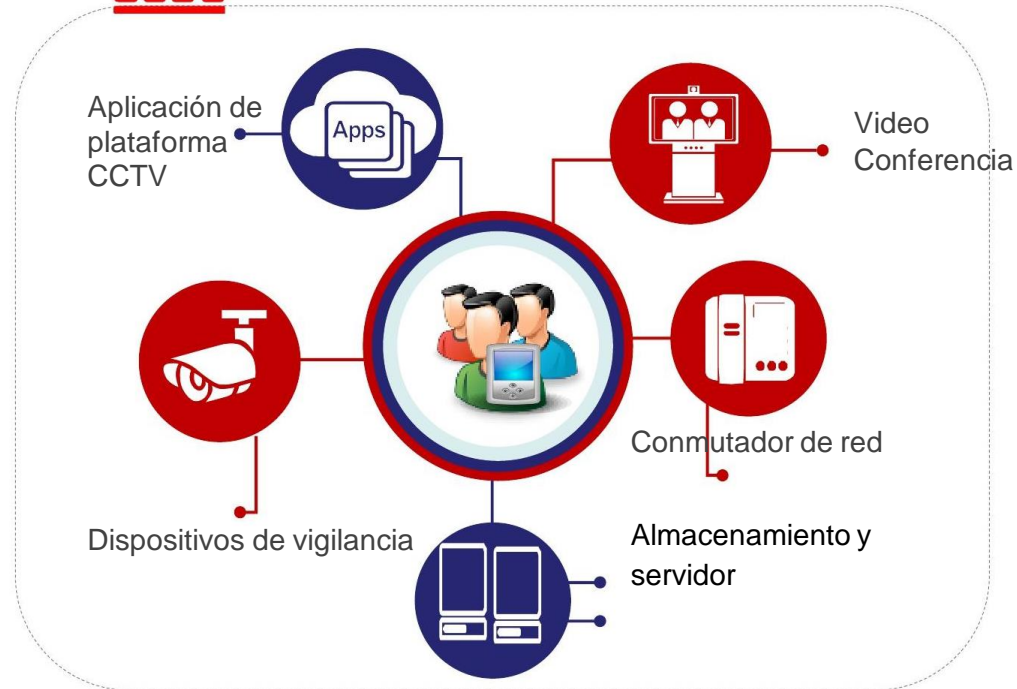 Aplicación de
plataforma
CCTV
Apps
Video
Conferencia
Conmutador de red
Dispositivos de vigilancia
Almacenamiento y
servidor